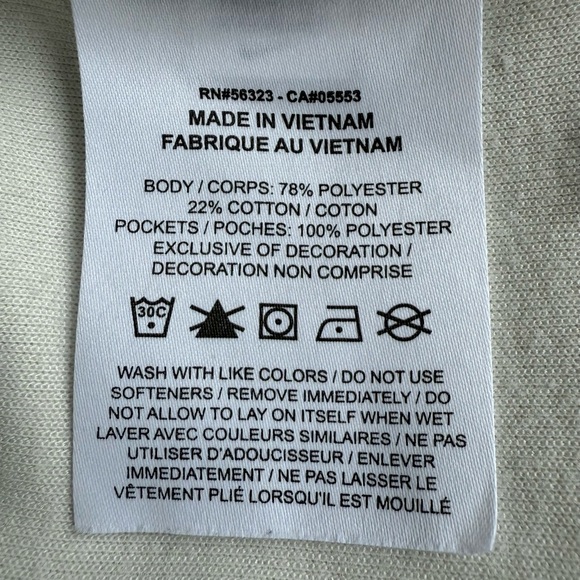 RN#56323 - CA#05553
MADE IN VIETNAM
FABRIQUE AU VIETNAM
BODY / CORPS: 78% POLYESTER
22% COTTON / COTON
POCKETS / POCHES: 100% POLYESTER
EXCLUSIVE OF DECORATION /
DECORATION NON COMPRISE
30C
WASH WITH LIKE COLORS / DO NOT USE
SOFTENERS / REMOVE IMMEDIATELY / DO
NOT ALLOW TO LAY ON ITSELF WHEN WET
LAVER AVEC COULEURS SIMILAIRES / NE PAS
UTILISER D'ADOUCISSEUR / ENLEVER
IMMEDIATEMENT / NE PAS LAISSER LE
VÊTEMENT PLIÉ LORSQU'IL EST MOUILLÉ